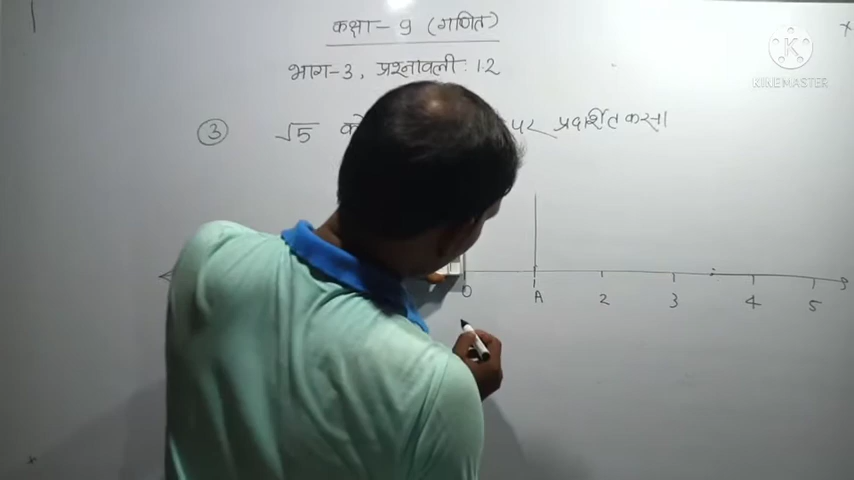 कक्षा- 9 (गणित)
भाग-3, प्रश्नावली : 1.2
K
KINEMASTER
③ √5 को पर प्रदर्शित करना
0 A 2 3 4 5